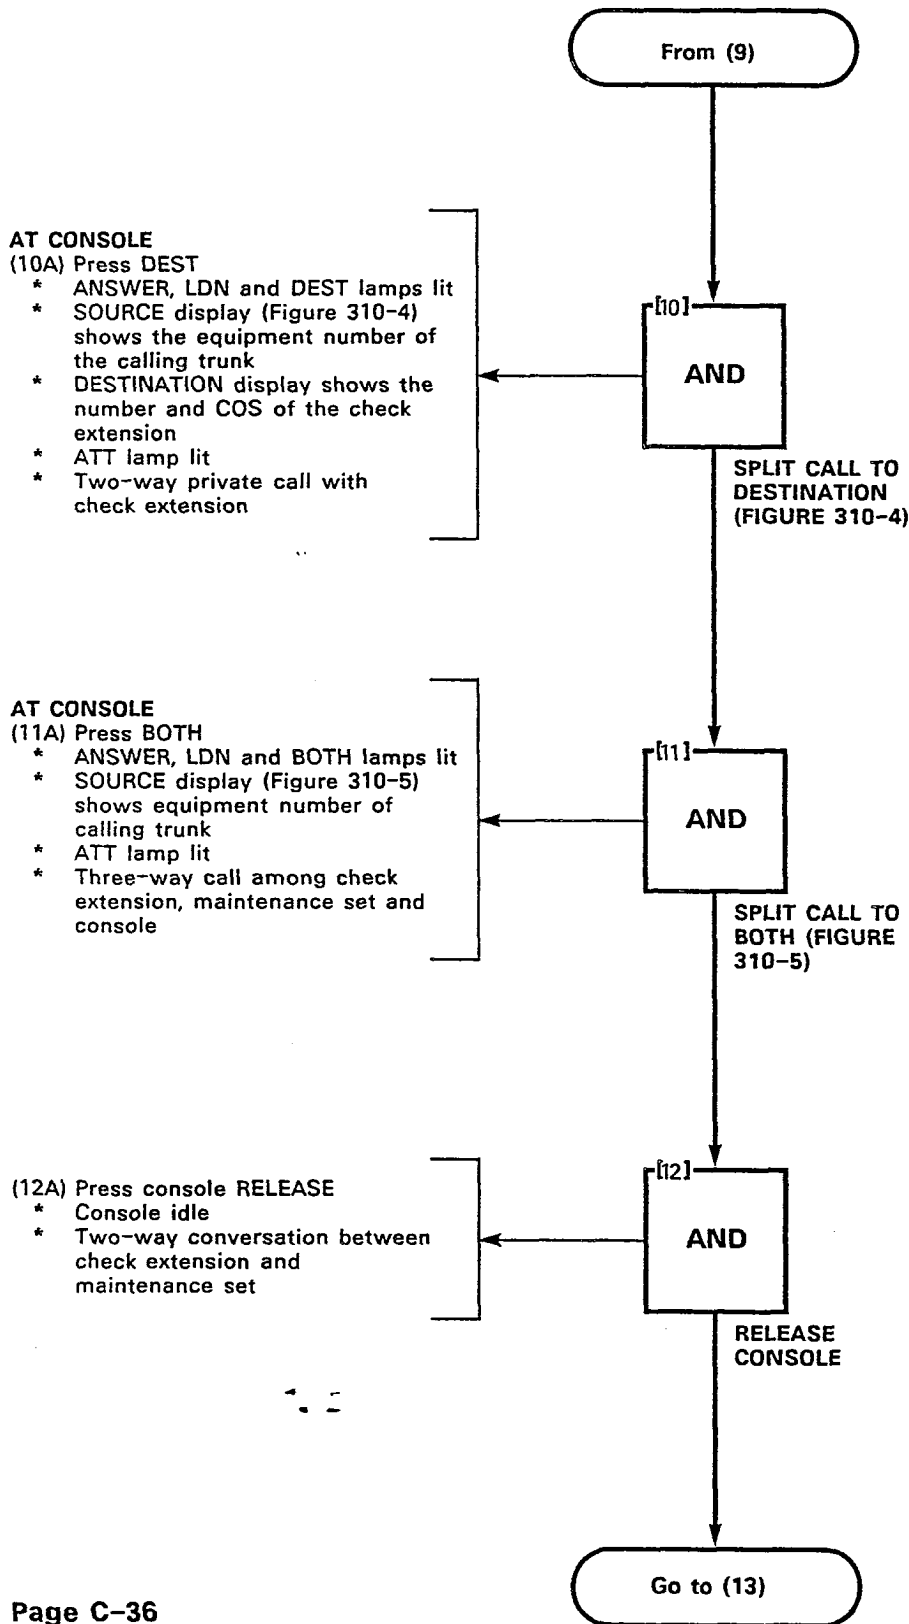 From (9)
AT CONSOLE
(10A) Press DEST
* ANSWER, LDN and DEST lamps lit
* SOURCE display (Figure 310-4)
shows the equipment number of
the calling trunk
* DESTINATION display shows the
number and COS of the check
extension
* ATT lamp lit
* Two-way private call with
check extension
[10]
AND
SPLIT CALL TO
DESTINATION
(FIGURE 310-4)
AT CONSOLE
(11A) Press BOTH
* ANSWER, LDN and BOTH lamps lit
* SOURCE display (Figure 310-5)
shows equipment number of
calling trunk
* ATT lamp lit
* Three-way call among check
extension, maintenance set and
console
[11]
AND
SPLIT CALL TO
BOTH (FIGURE
310-5)
(12A) Press console RELEASE
* Console idle
* Two-way conversation between
check extension and
maintenance set
[12]
AND
RELEASE
CONSOLE
Go to (13)
Page C-36